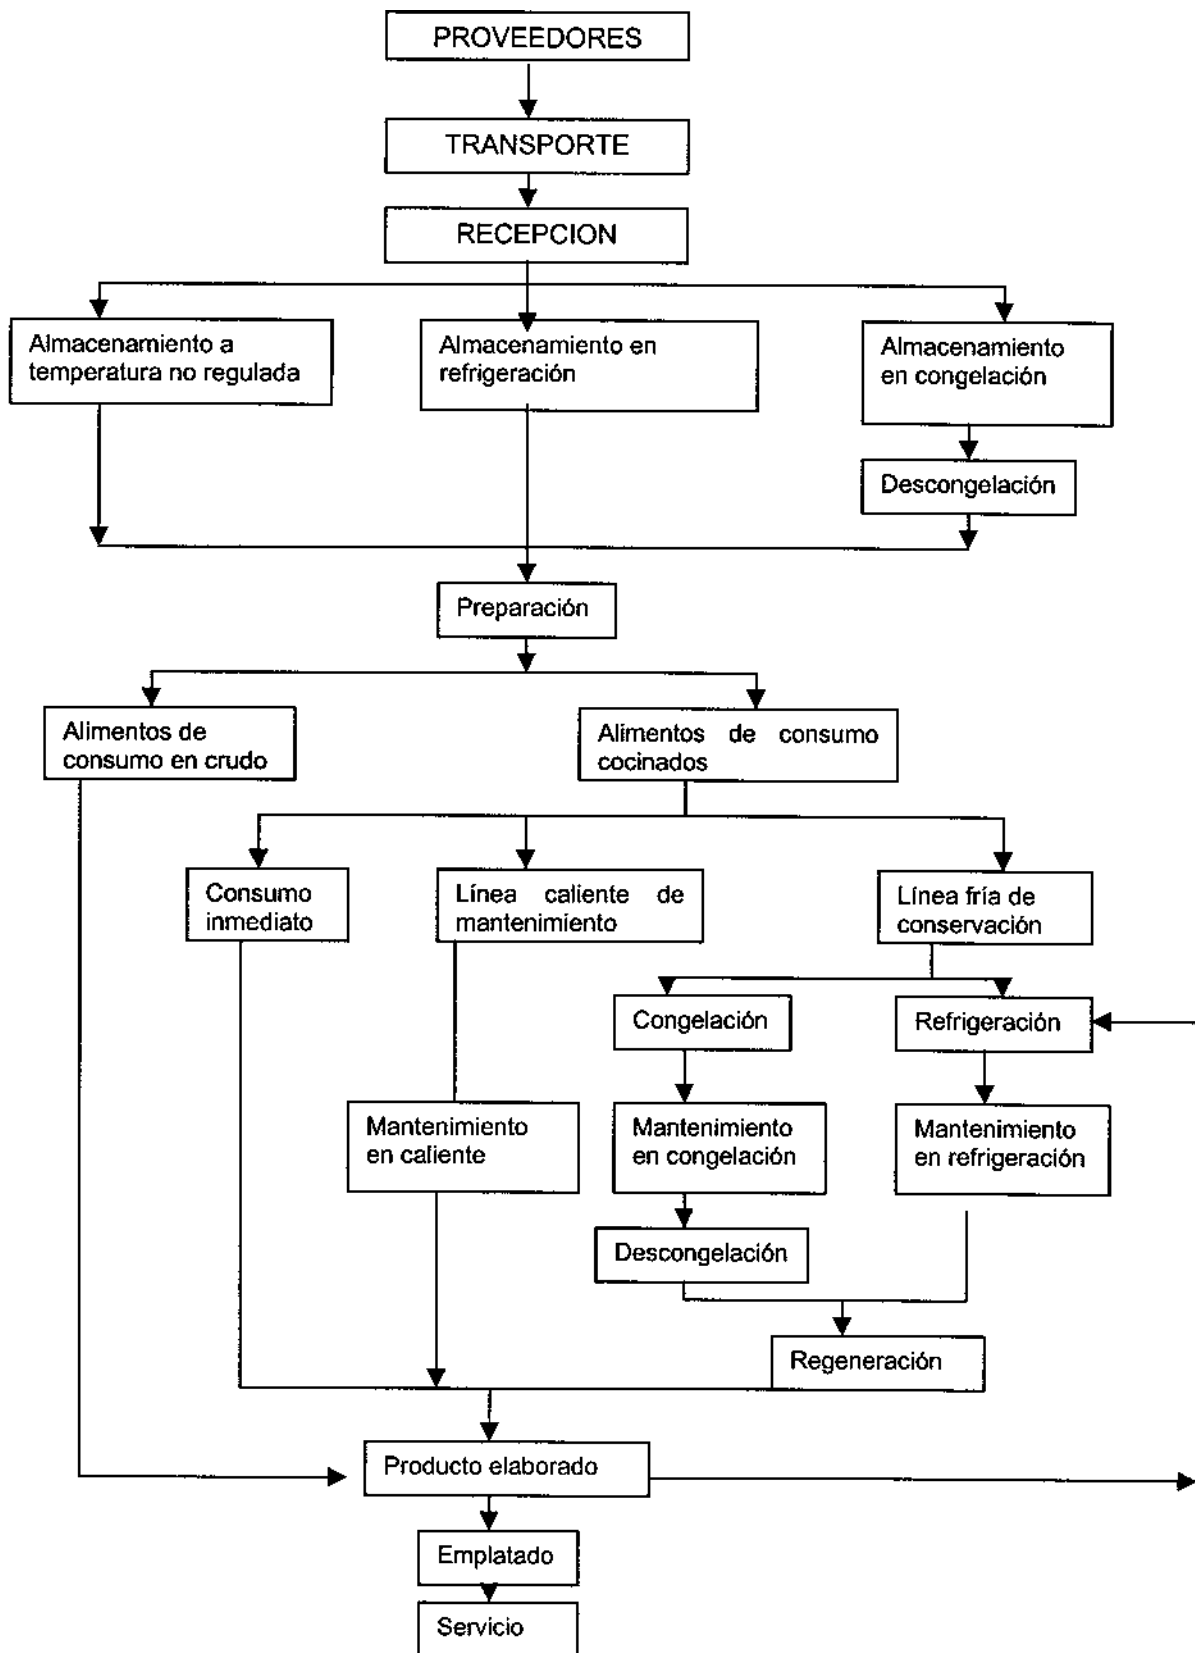 PROVEEDORES
TRANSPORTE
RECEPCION
Almacenamiento a
temperatura no regulada
Almacenamiento en
refrigeración
Almacenamiento
en congelación
Descongelación
Preparación
Alimentos de
consumo en crudo
Alimentos de consumo
cocinados
Consumo
inmediato
Línea caliente de
mantenimiento
Línea fría de
conservación
Congelación
Refrigeración
Mantenimiento
en caliente
Mantenimiento
en congelación
Mantenimiento
en refrigeración
Descongelación
Regeneración
Producto elaborado
Emplatado
Servicio